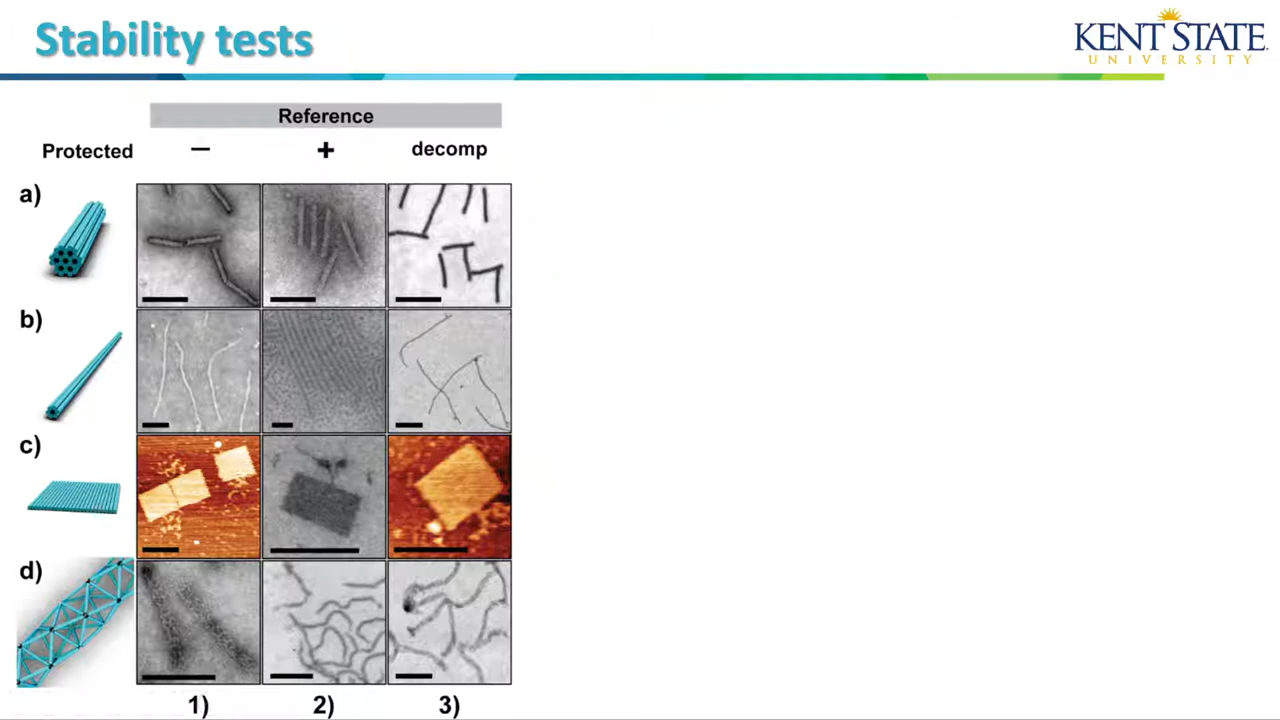 Stability tests
KENT STATE
UNIVERSITY
Reference
Protected − + decomp
a)
b)
c)
d)
1) 2) 3)